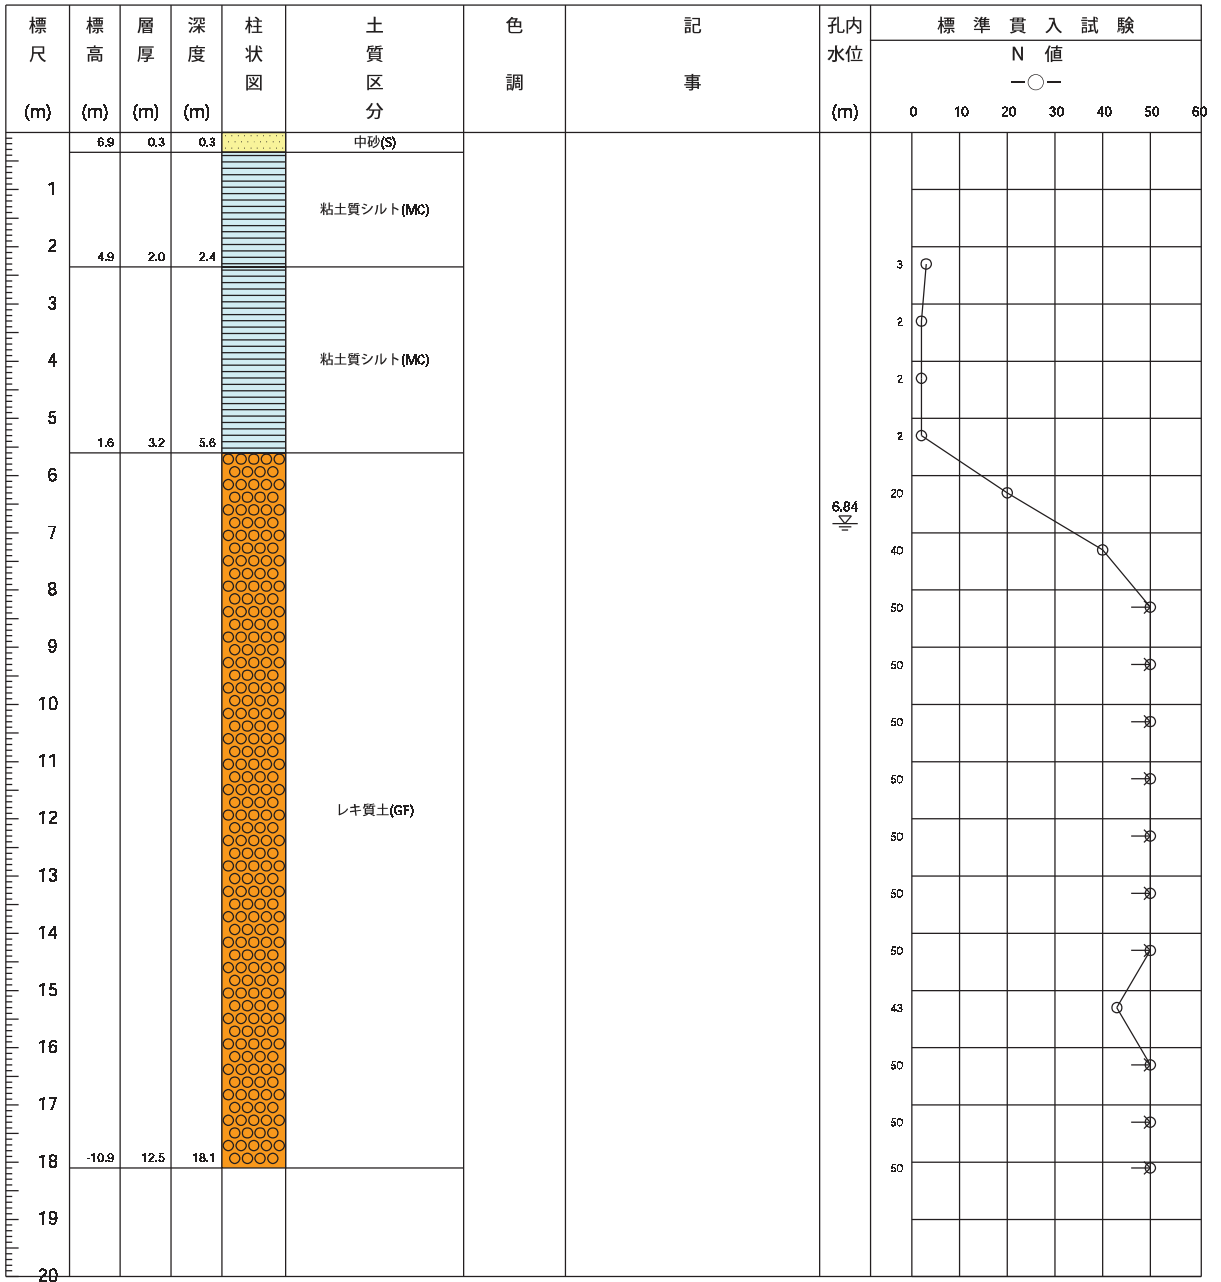 標尺(m)
標高(m)
層厚(m)
深度(m)
柱状図
土質区分
色調
記事
孔内水位(m)
標準貫入試験
N 値
0 10 20 30 40 50 60
6.9 0.3 0.3 中砂(S)
1
粘土質シルト(MC)
2
4.9 2.0 2.4
3
3
2
4
粘土質シルト(MC)
2
5
2
1.6 3.2 5.6
6
20
6.84
7
40
8
50
9
50
10
50
11
50
12
レキ質土(GF)
50
13
50
14
50
15
43
16
50
17
50
-10.9 12.5 18.1
18
50
19
20